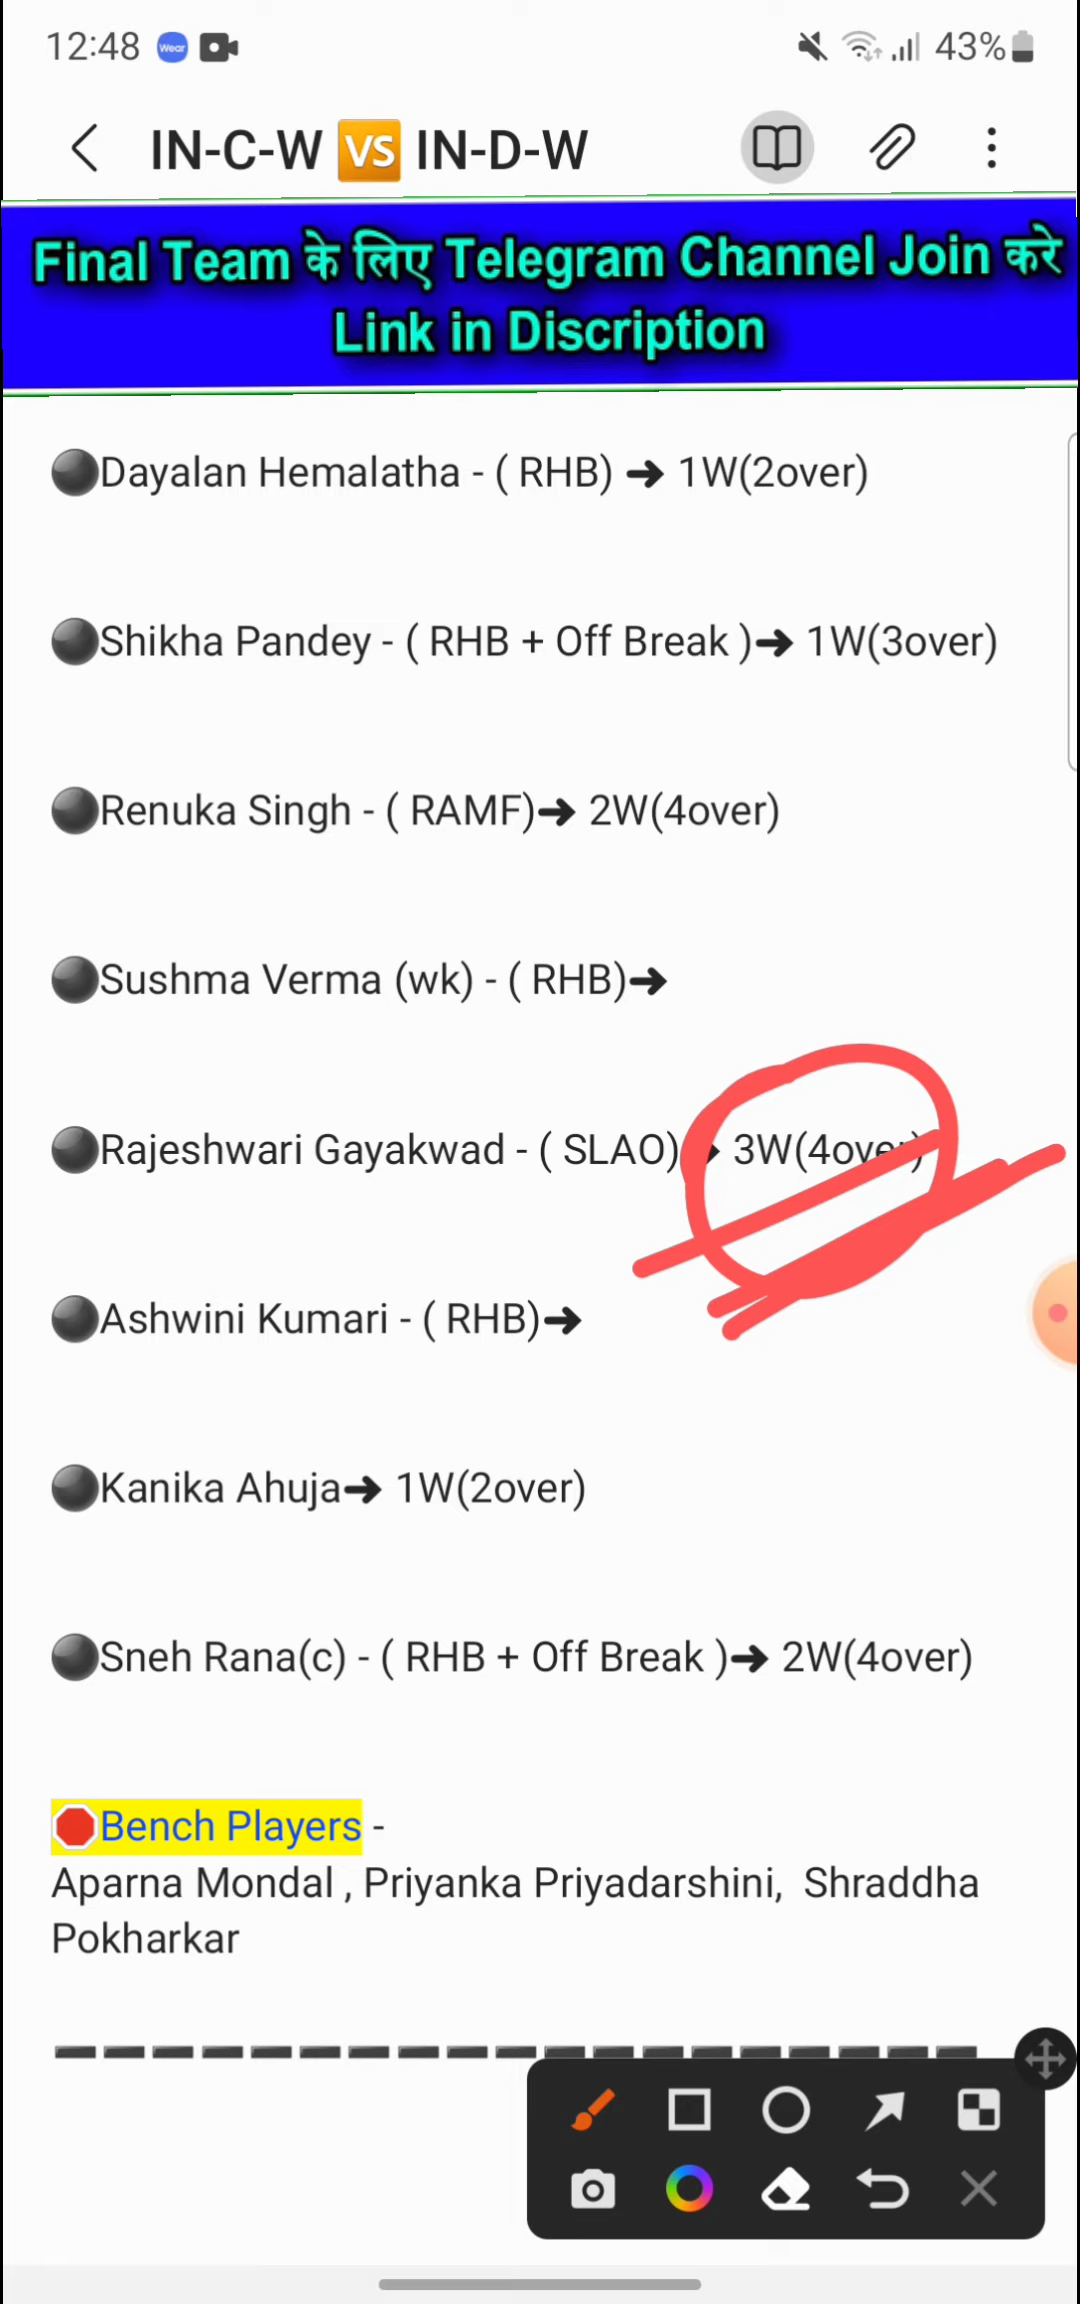 12:48 Wear 43%
IN-C-W VS IN-D-W
Final Team के लिए Telegram Channel Join करे
Link in Discription
Dayalan Hemalatha - ( RHB) ➔ 1W(2over)
Shikha Pandey - ( RHB + Off Break )➔ 1W(3over)
Renuka Singh - ( RAMF)➔ 2W(4over)
Sushma Verma (wk) - ( RHB)➔
Rajeshwari Gayakwad - ( SLAO)➔ 3W(4over)
Ashwini Kumari - ( RHB)➔
Kanika Ahuja➔ 1W(2over)
Sneh Rana(c) - ( RHB + Off Break )➔ 2W(4over)
Bench Players -
Aparna Mondal , Priyanka Priyadarshini, Shraddha
Pokharkar